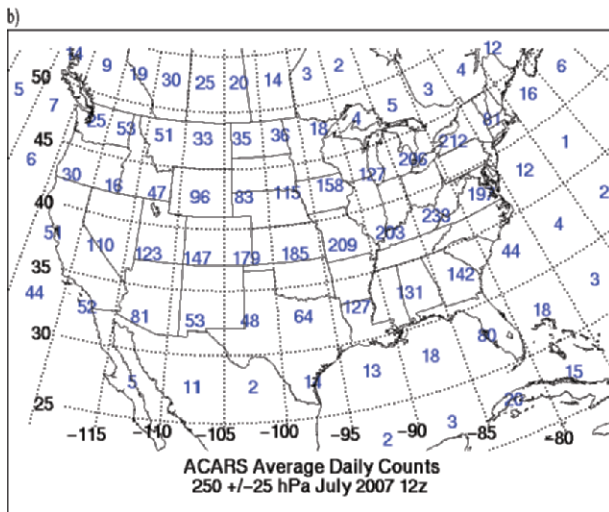 b)
14 9 19 30 25 20 14 3 2 12
50 4 6
5 7 3 16
25 53 51 33 35 36 18 4 5 81
45 212
6 296 1
30 16 47 96 83 115 158 127 12
40 197 2
51 110 238 4
123 147 179 185 209 203 44
35 142 3
44 52 81 53 48 64 127 131 18
30 80
5 11 2 14 13 18 15
25 20
-115 -110 -105 -100 -95 -90 -85 -80
2 3
ACARS Average Daily Counts
250 +/-25 hPa July 2007 12z